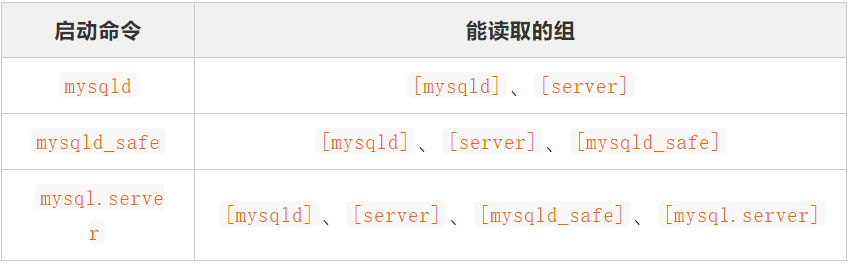 启动命令 能读取的组
mysqld [mysqld]、[server]
mysqld_safe [mysqld]、[server]、[mysqld_safe]
mysql.serve
r
[mysqld]、[server]、[mysqld_safe]、[mysql.server]